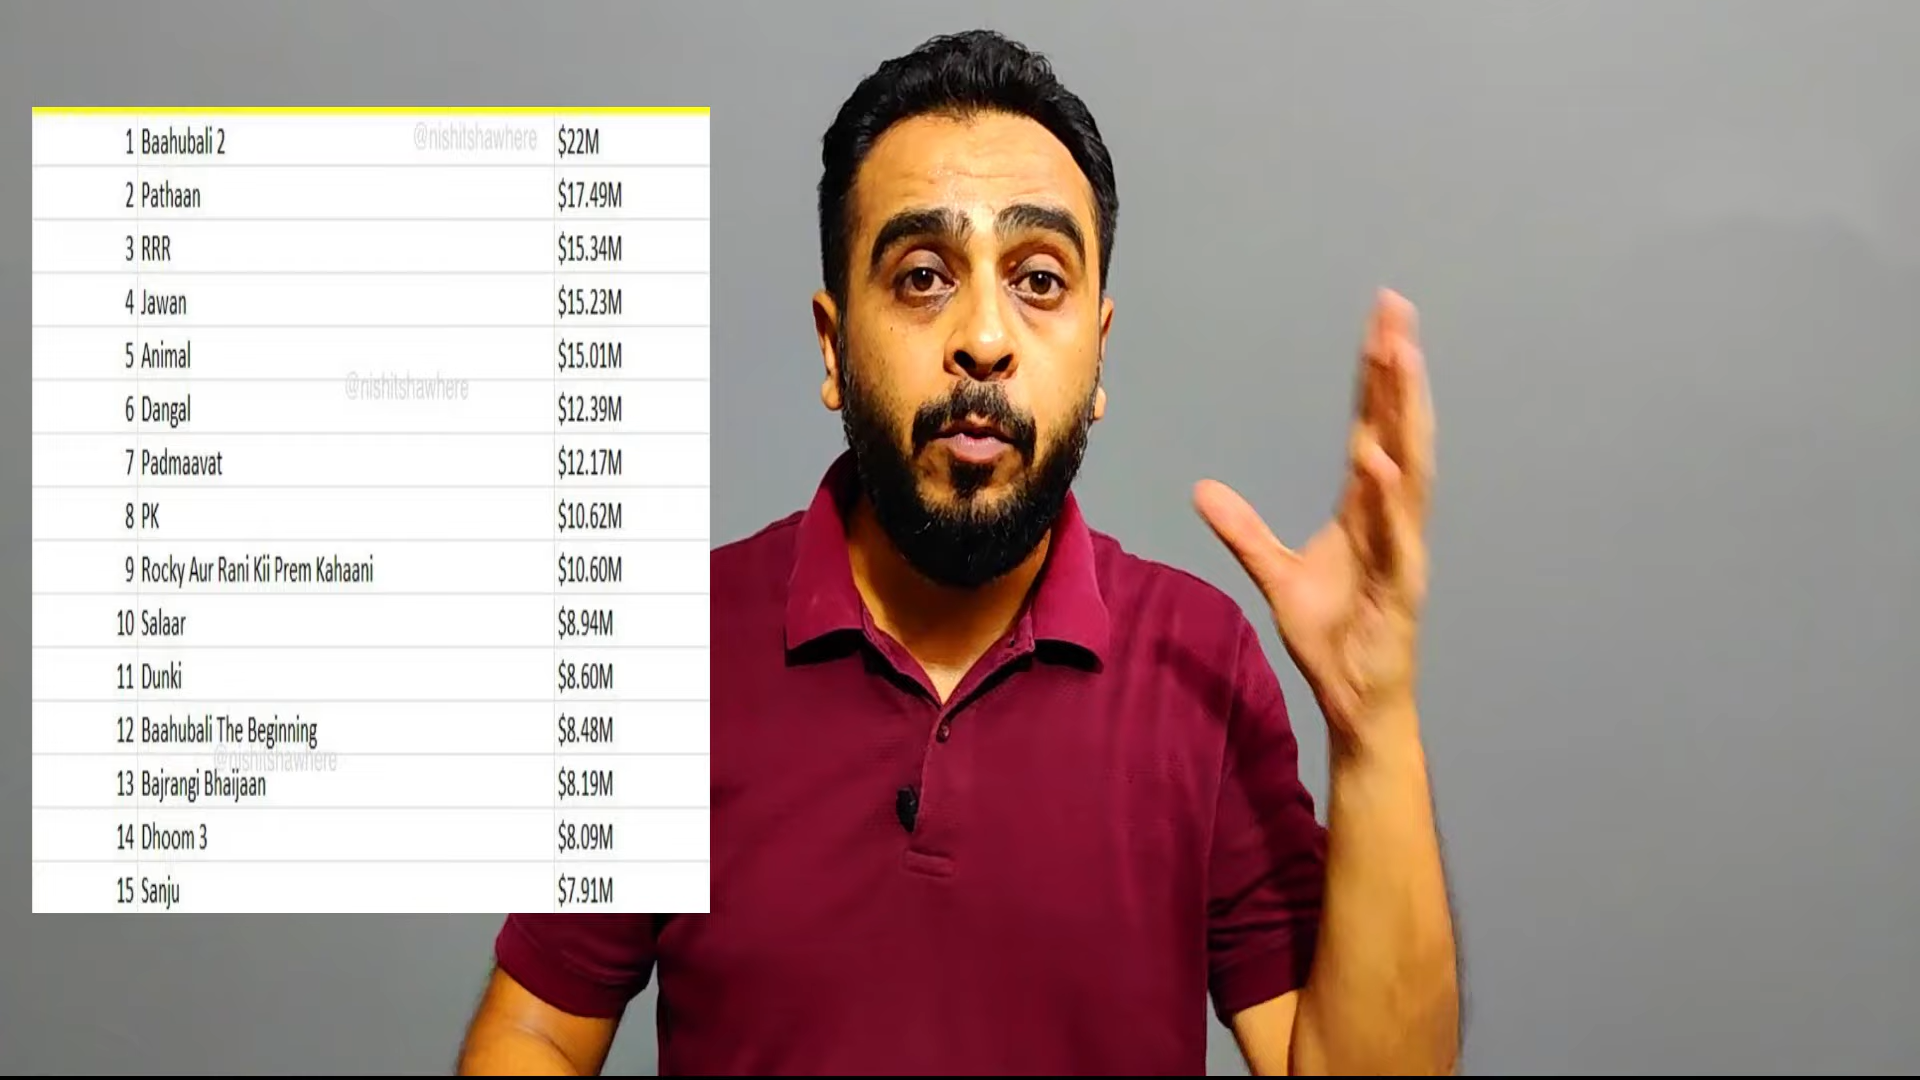 @nishitshawhere
1 Baahubali 2 $22M
2 Pathaan $17.49M
3 RRR $15.34M
4 Jawan $15.23M
5 Animal $15.01M
@nishitshawhere
6 Dangal $12.39M
7 Padmaavat $12.17M
8 PK $10.62M
9 Rocky Aur Rani Kii Prem Kahaani $10.60M
10 Salaar $8.94M
11 Dunki $8.60M
12 Baahubali The Beginning $8.48M
@nishitshawhere
13 Bajrangi Bhaijaan $8.19M
14 Dhoom 3 $8.09M
15 Sanju $7.91M